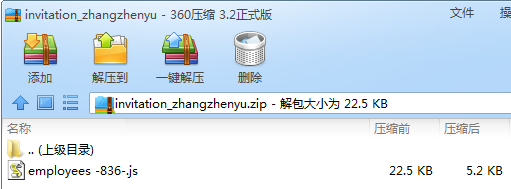 invitation_zhangzhenyu - 360压缩 3.2正式版 文件
添加 解压到 一键解压 删除
invitation_zhangzhenyu.zip - 解包大小为 22.5 KB
名称 压缩前 压缩后
.. (上级目录)
employees -836-.js 22.5 KB 5.2 KB